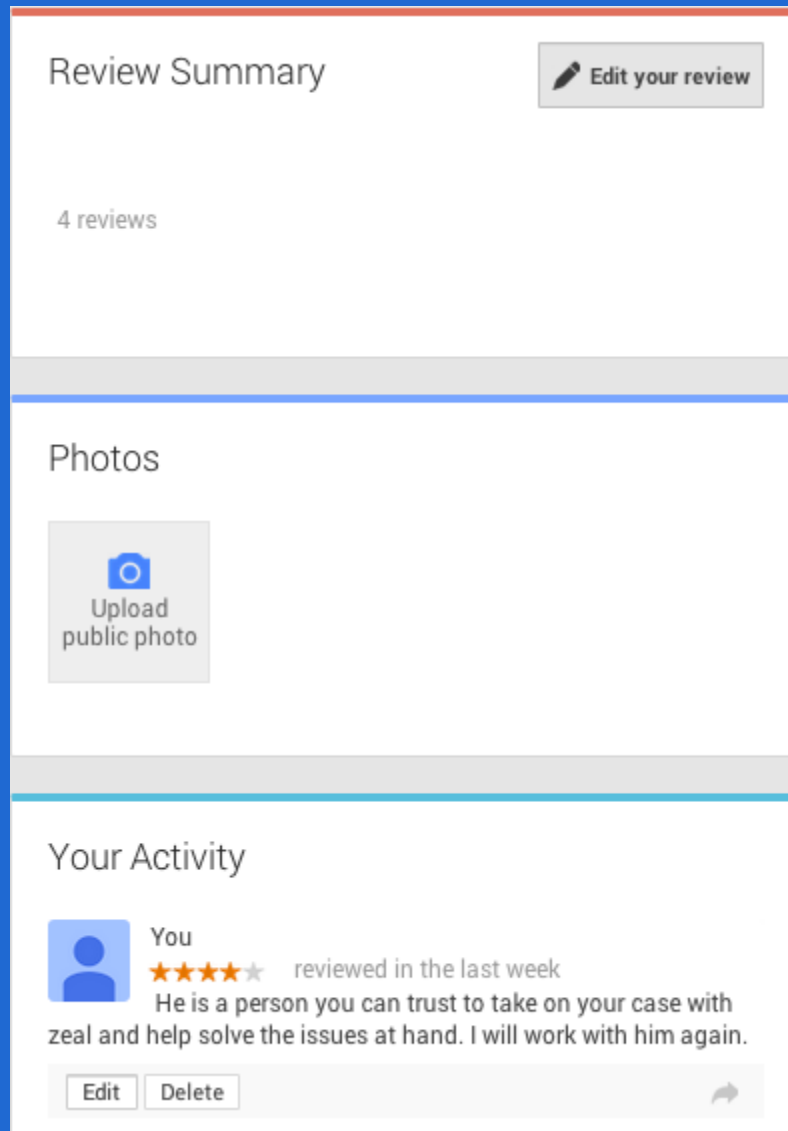 Review Summary
Edit your review
4 reviews
Photos
Upload
public photo
Your Activity
You
reviewed in the last week
He is a person you can trust to take on your case with
zeal and help solve the issues at hand. I will work with him again.
Edit Delete